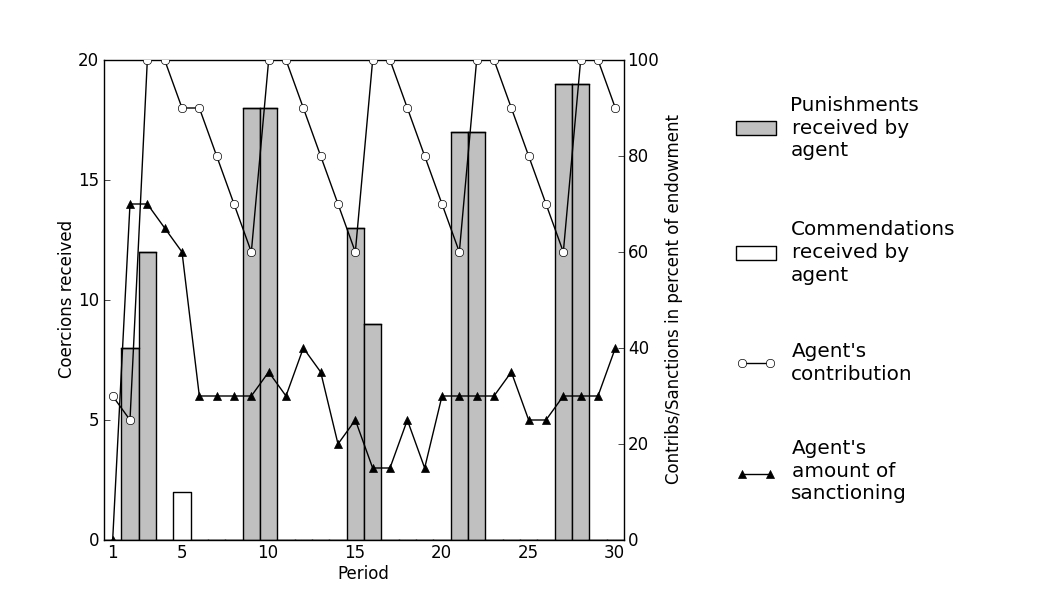 20
15
10
5
0
Coercions received
1
5
10
15
20
25
30
Period
100
80
60
40
20
0
Contribs/Sanctions in percent of endowment
Punishments
received by
agent
Commendations
received by
agent
Agent's
contribution
Agent's
amount of
sanctioning